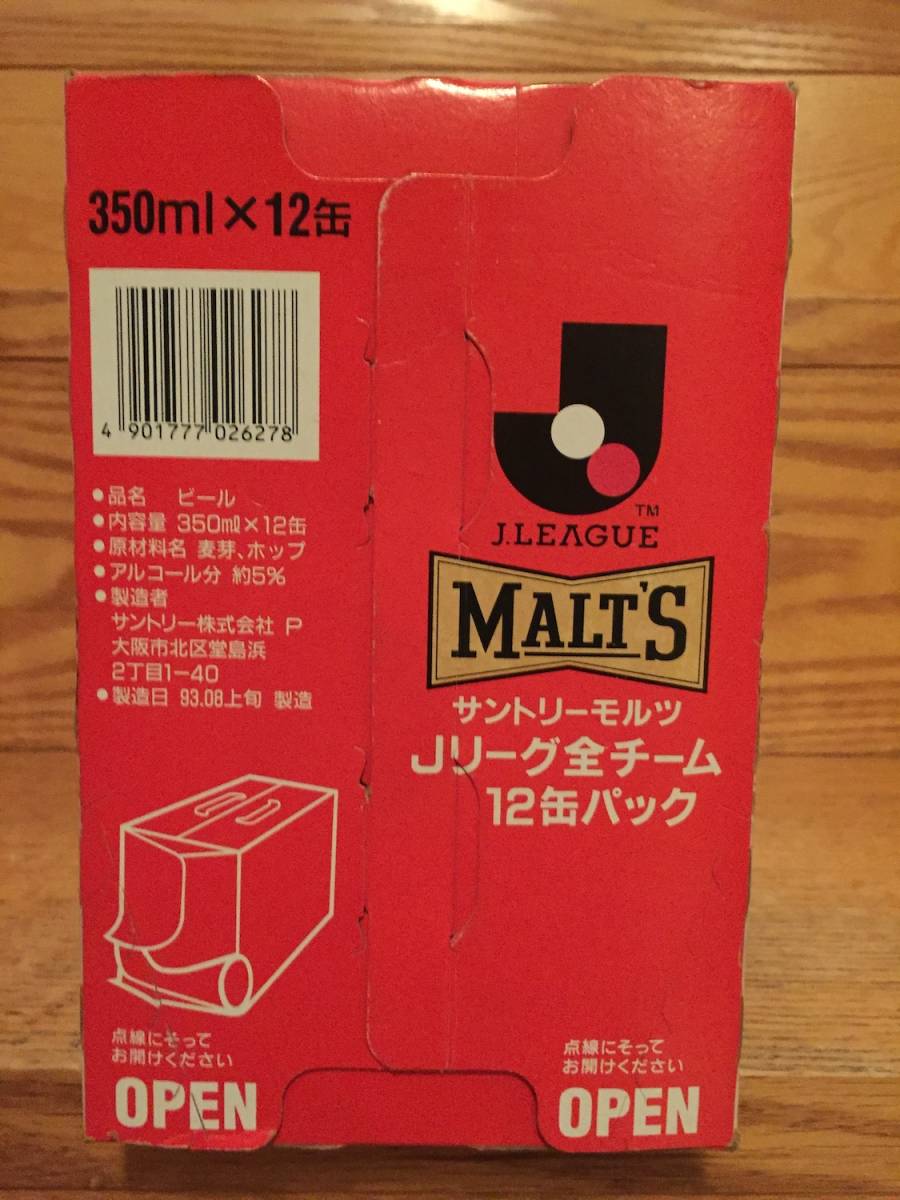 350ml×12缶
4 901777 026278
●品名 ビール
●内容量 350ml×12缶
●原材料名 麦芽、ホップ
●アルコール分 約5%
●製造者
サントリー株式会社 P
大阪市北区堂島浜
2丁目1-40
●製造日 93.08上旬 製造
点線にそって
お開けください
OPEN
TM
J.LEAGUE
MALT'S
サントリーモルツ
Jリーグ全チーム
12缶パック
点線にそって
お開けください
OPEN